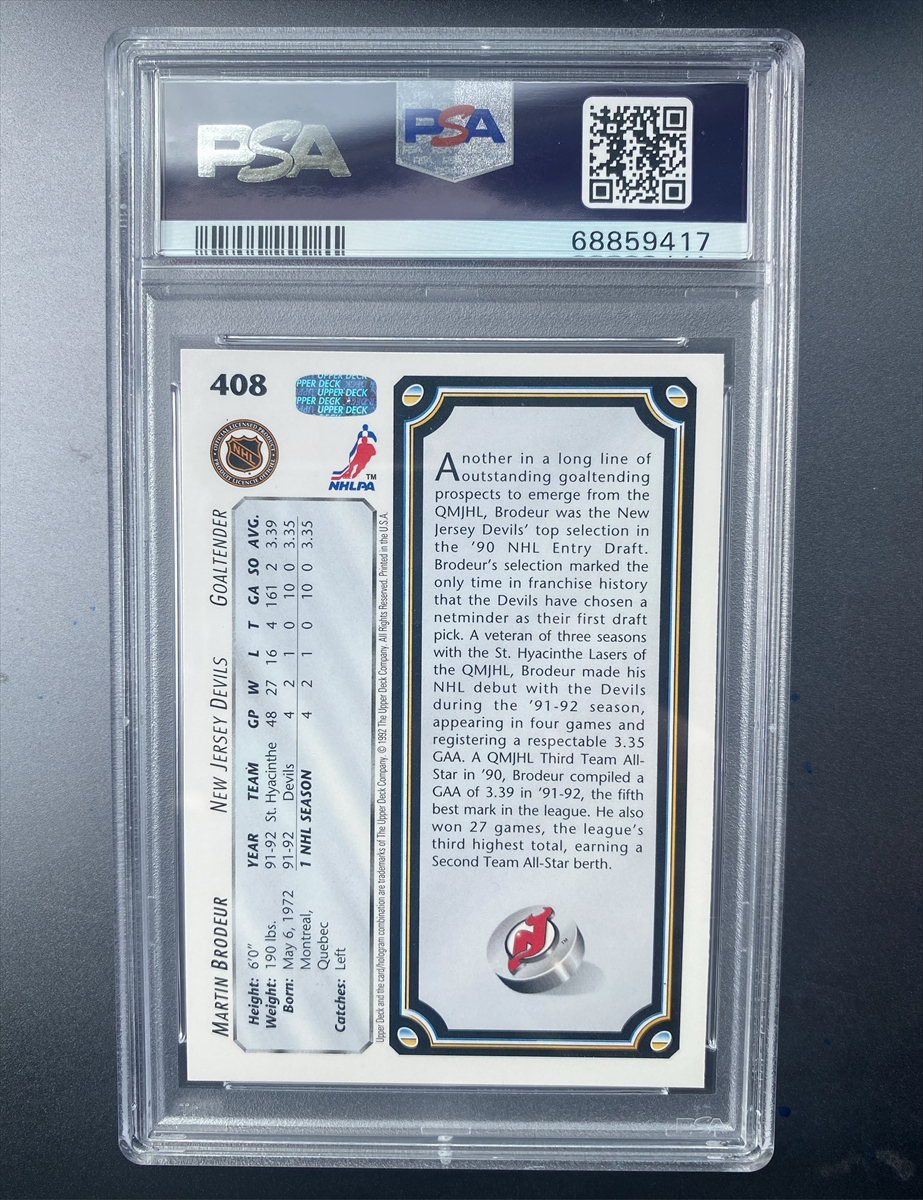 PSA
PSA
68859417
408
UPPER DECK
UPPER DECK
UPPER DECK
UPPER DECK
UPPER DECK
OFFICIAL LICENSED PRODUCT
NHL
PRODUIT LICENCIÉ OFFICIEL
NHLPA TM
MARTIN BRODEUR NEW JERSEY DEVILS GOALTENDER
Height: 6'0"
Weight: 190 lbs.
Born: May 6, 1972
Montreal,
Quebec
Catches: Left
YEAR TEAM GP W L T GA SO AVG.
91-92 St. Hyacinthe 48 27 16 4 161 2 3.39
91-92 Devils 4 2 1 0 10 0 3.35
1 NHL SEASON 4 2 1 0 10 0 3.35
Upper Deck and the card/hologram combination are trademarks of The Upper Deck Company. © 1992 The Upper Deck Company. All Rights Reserved. Printed in the U.S.A.
Another in a long line of
outstanding goaltending
prospects to emerge from the
QMJHL, Brodeur was the New
Jersey Devils' top selection in
the '90 NHL Entry Draft.
Brodeur's selection marked the
only time in franchise history
that the Devils have chosen a
netminder as their first draft
pick. A veteran of three seasons
with the St. Hyacinthe Lasers of
the QMJHL, Brodeur made his
NHL debut with the Devils
during the '91-92 season,
appearing in four games and
registering a respectable 3.35
GAA. A QMJHL Third Team All-
Star in '90, Brodeur compiled a
GAA of 3.39 in '91-92, the fifth
best mark in the league. He also
won 27 games, the league's
third highest total, earning a
Second Team All-Star berth.
TM
PSA